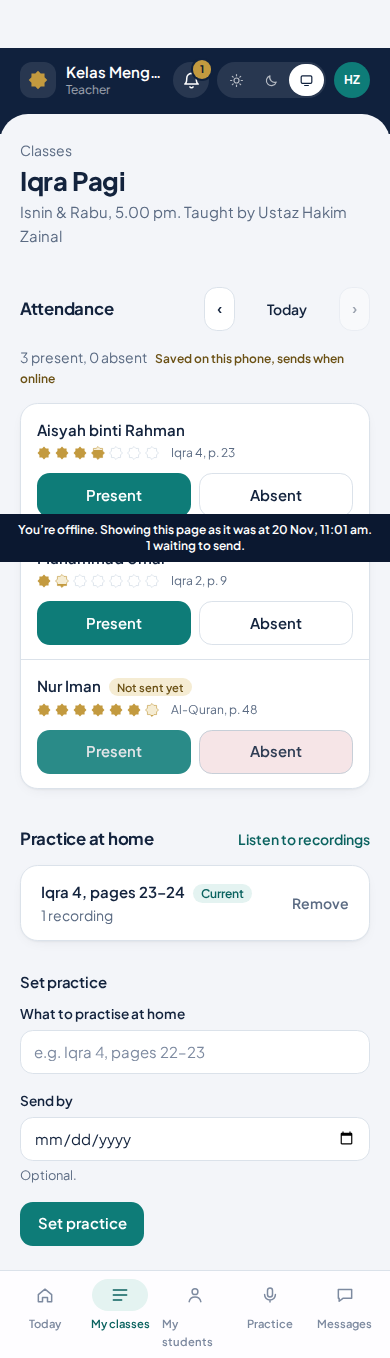 Kelas Meng…
Teacher
1
HZ
Classes
Iqra Pagi
Isnin & Rabu, 5.00 pm. Taught by Ustaz Hakim
Zainal
Attendance
‹ Today ›
3 present, 0 absent Saved on this phone, sends when
online
Aisyah binti Rahman
Iqra 4, p. 23
Present Absent
You're offline. Showing this page as it was at 20 Nov, 11:01 am.
1 waiting to send.
Iqra 2, p. 9
Present Absent
Nur Iman Not sent yet
Al-Quran, p. 48
Present Absent
Practice at home Listen to recordings
Iqra 4, pages 23–24 Current
1 recording
Remove
Set practice
What to practise at home
e.g. Iqra 4, pages 22–23
Send by
mm/dd/yyyy
Optional.
Set practice
Today My classes My students Practice Messages